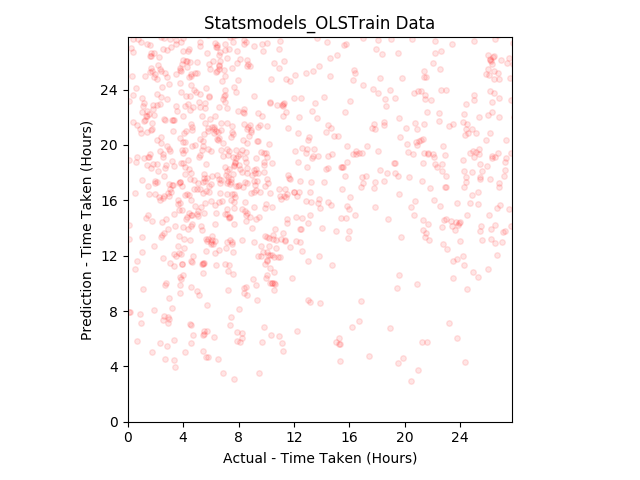 Statsmodels_OLSTrain Data
Prediction - Time Taken (Hours)
24
20
16
12
8
4
0
0 4 8 12 16 20 24
Actual - Time Taken (Hours)